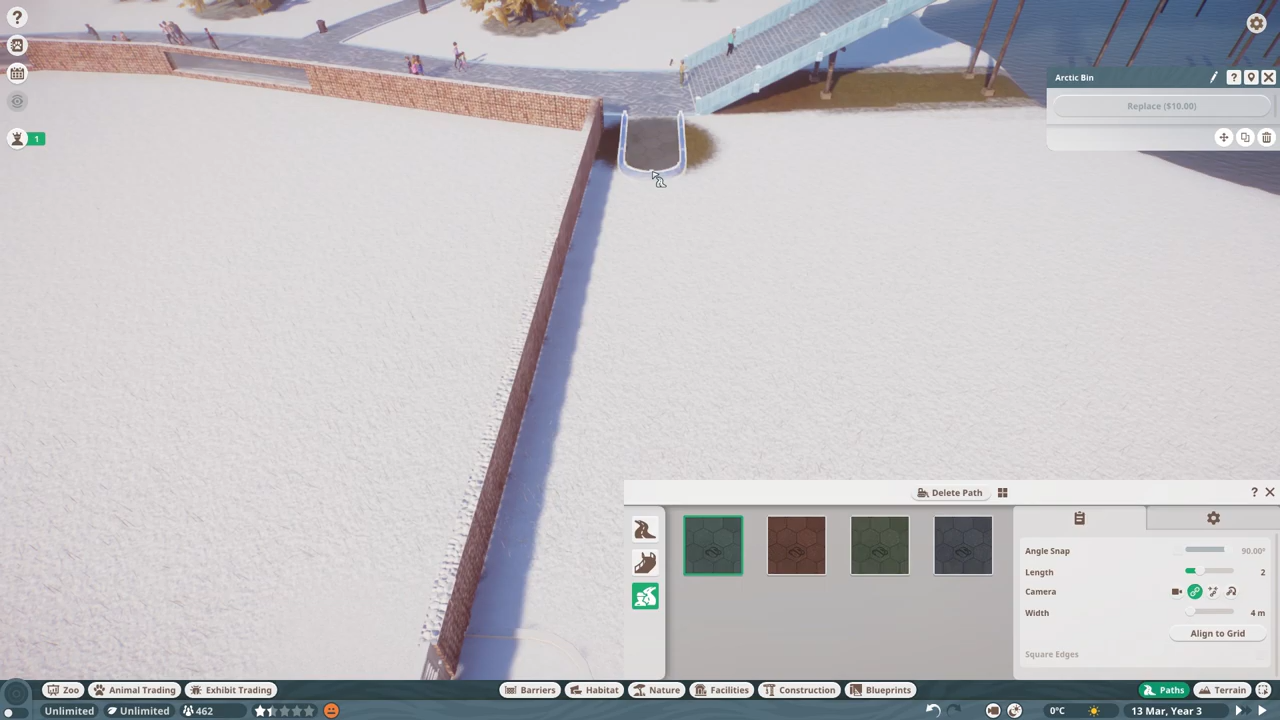 ?
Arctic Bin ?
Replace ($10.00)
1
Delete Path ?
Angle Snap 90.00°
Length 2
Camera
Width 4 m
Align to Grid
Square Edges
Zoo Animal Trading Exhibit Trading Barriers Habitat Nature Facilities Construction Blueprints Paths Terrain
Unlimited Unlimited 462 0°C 13 Mar, Year 3